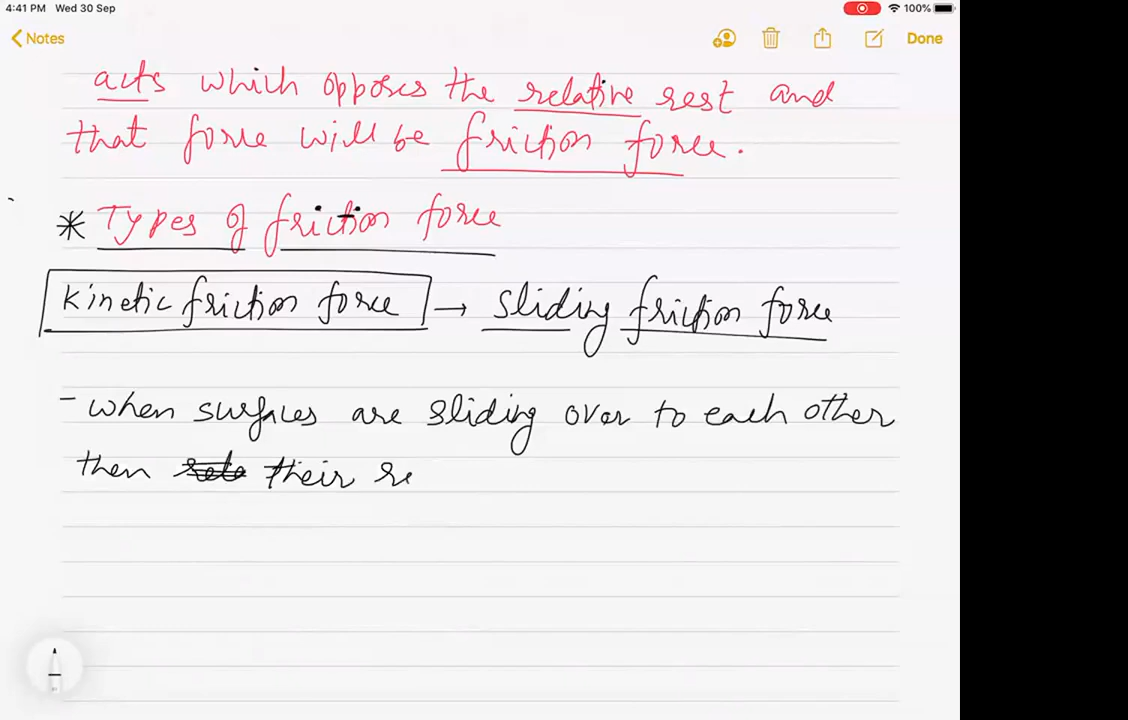 4:41 PM Wed 30 Sep 100%
Notes Done
acts which opposes the relative rest and
that force will be friction force.
* Types of friction force
Kinetic friction force → Sliding friction force
- when surfaces are sliding over to each other
then their re